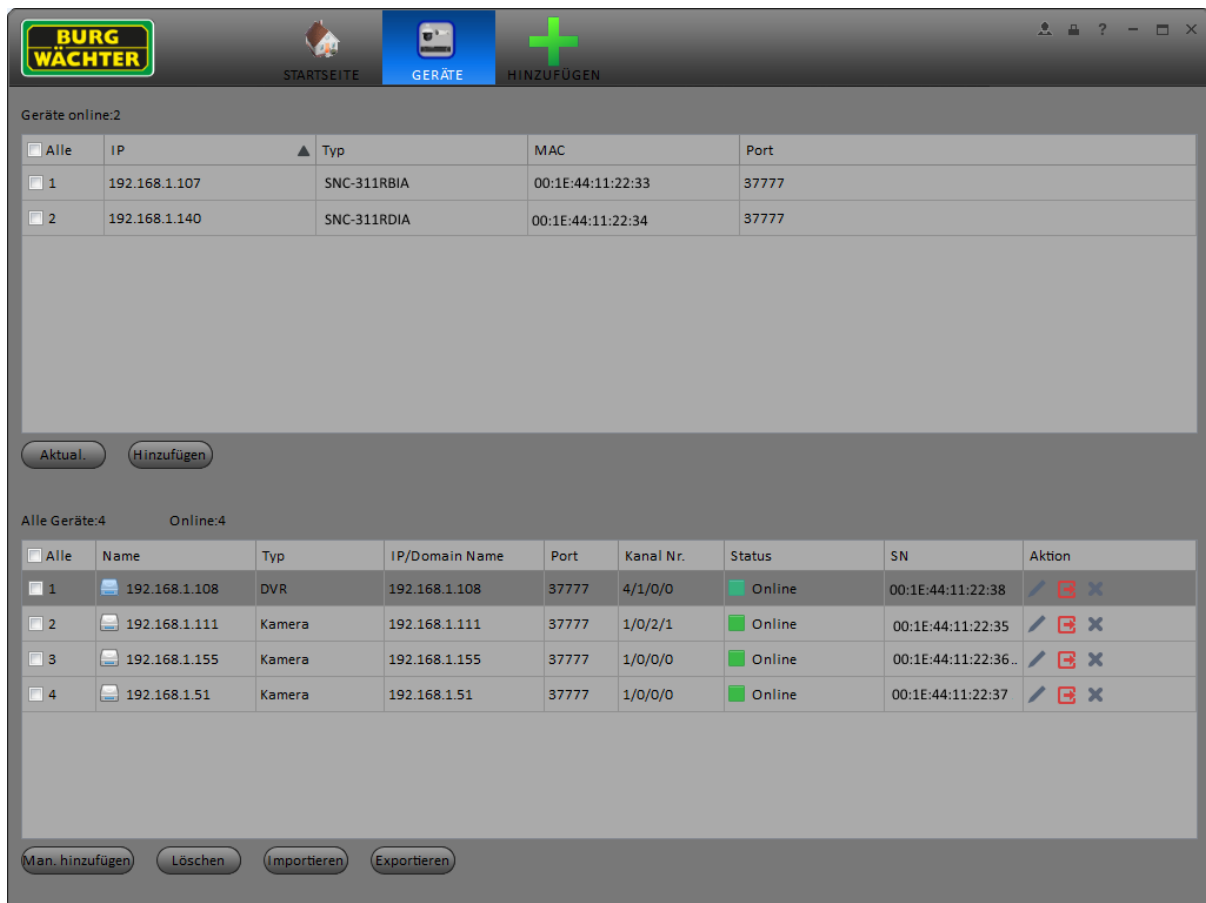 BURG
WÄCHTER
STARTSEITE GERÄTE HINZUFÜGEN ?
Geräte online:2
Alle IP Typ MAC Port
1 192.168.1.107 SNC-311RBIA 00:1E:44:11:22:33 37777
2 192.168.1.140 SNC-311RDIA 00:1E:44:11:22:34 37777
Aktual. Hinzufügen
Alle Geräte:4 Online:4
Alle Name Typ IP/Domain Name Port Kanal Nr. Status SN Aktion
1 192.168.1.108 DVR 192.168.1.108 37777 4/1/0/0 Online 00:1E:44:11:22:38
2 192.168.1.111 Kamera 192.168.1.111 37777 1/0/2/1 Online 00:1E:44:11:22:35
3 192.168.1.155 Kamera 192.168.1.155 37777 1/0/0/0 Online 00:1E:44:11:22:36..
4 192.168.1.51 Kamera 192.168.1.51 37777 1/0/0/0 Online 00:1E:44:11:22:37
Man. hinzufügen Löschen Importieren Exportieren